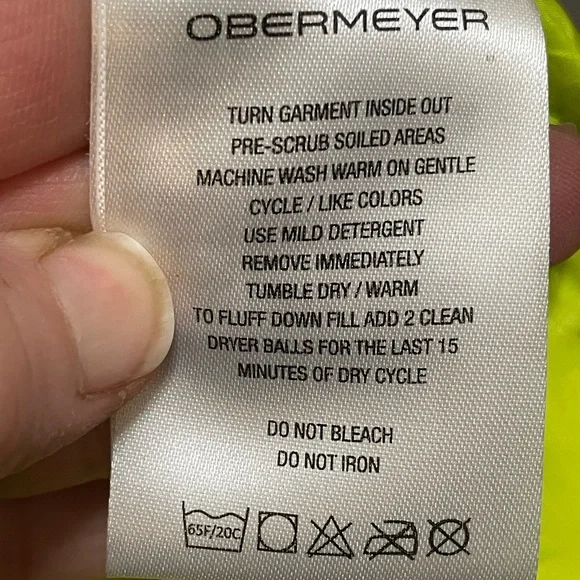 OBERMEYER
TURN GARMENT INSIDE OUT
PRE-SCRUB SOILED AREAS
MACHINE WASH WARM ON GENTLE
CYCLE / LIKE COLORS
USE MILD DETERGENT
REMOVE IMMEDIATELY
TUMBLE DRY / WARM
TO FLUFF DOWN FILL ADD 2 CLEAN
DRYER BALLS FOR THE LAST 15
MINUTES OF DRY CYCLE
DO NOT BLEACH
DO NOT IRON
65F/20C